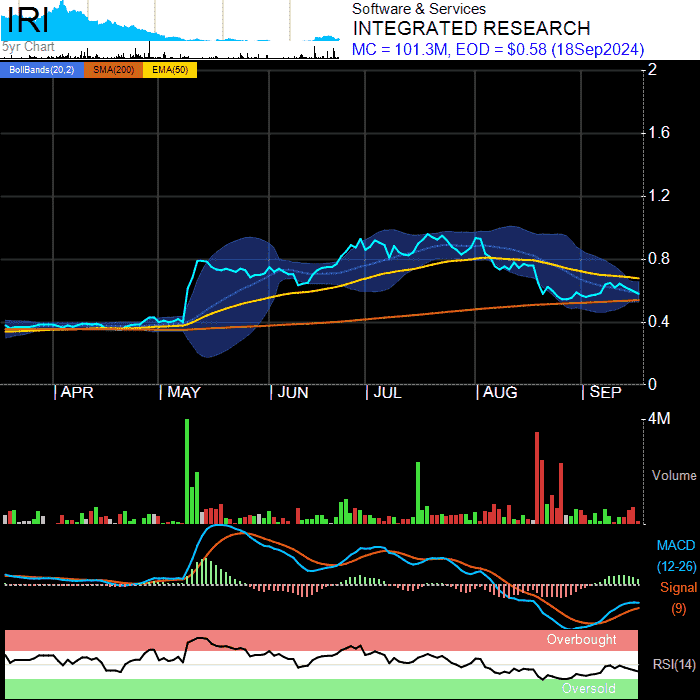 IRI
5yr Chart
Software & Services
INTEGRATED RESEARCH
MC = 101.3M, EOD = $0.58 (18Sep2024)
BollBands(20,2) SMA(200) EMA(50)
2
1.6
1.2
0.8
0.4
0
APR MAY JUN JUL AUG SEP
4M
Volume
MACD
(12-26)
Signal
(9)
Overbought
RSI(14)
Oversold